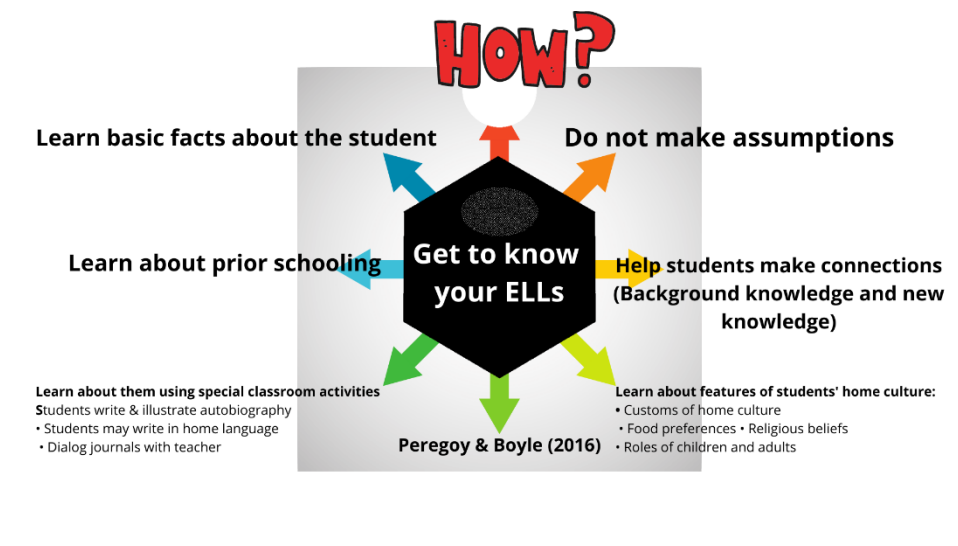 HOW?
Learn basic facts about the student
Do not make assumptions
Learn about prior schooling
Get to know
your ELLs
Help students make connections
(Background knowledge and new
knowledge)
Learn about them using special classroom activities
Students write & illustrate autobiography
• Students may write in home language
• Dialog journals with teacher
Peregoy & Boyle (2016)
Learn about features of students' home culture:
• Customs of home culture
• Food preferences • Religious beliefs
• Roles of children and adults